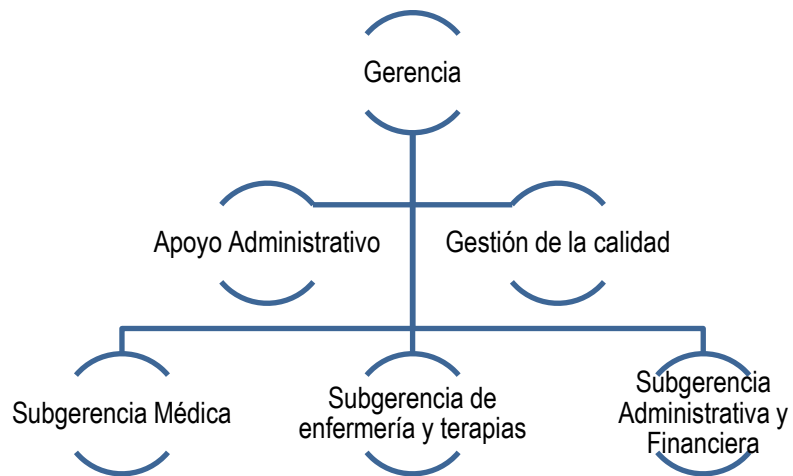 Gerencia
Apoyo Administrativo
Gestión de la calidad
Subgerencia Médica
Subgerencia de
enfermería y terapias
Subgerencia
Administrativa y
Financiera